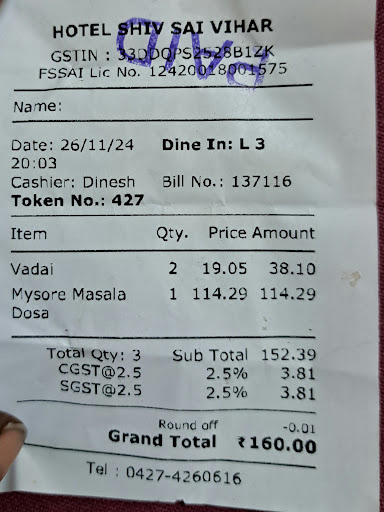 HOTEL SHIV SAI VIHAR
PAID
GSTIN : 33DDQPS2528B1ZK
FSSAI Lic No. 12420018001575
Name:
Date: 26/11/24 Dine In: L 3
20:03
Cashier: Dinesh Bill No.: 137116
Token No.: 427
Item Qty. Price Amount
Vadai 2 19.05 38.10
Mysore Masala 1 114.29 114.29
Dosa
Total Qty: 3 Sub Total 152.39
CGST@2.5 2.5% 3.81
SGST@2.5 2.5% 3.81
Round off -0.01
Grand Total ₹160.00
Tel : 0427-4260616